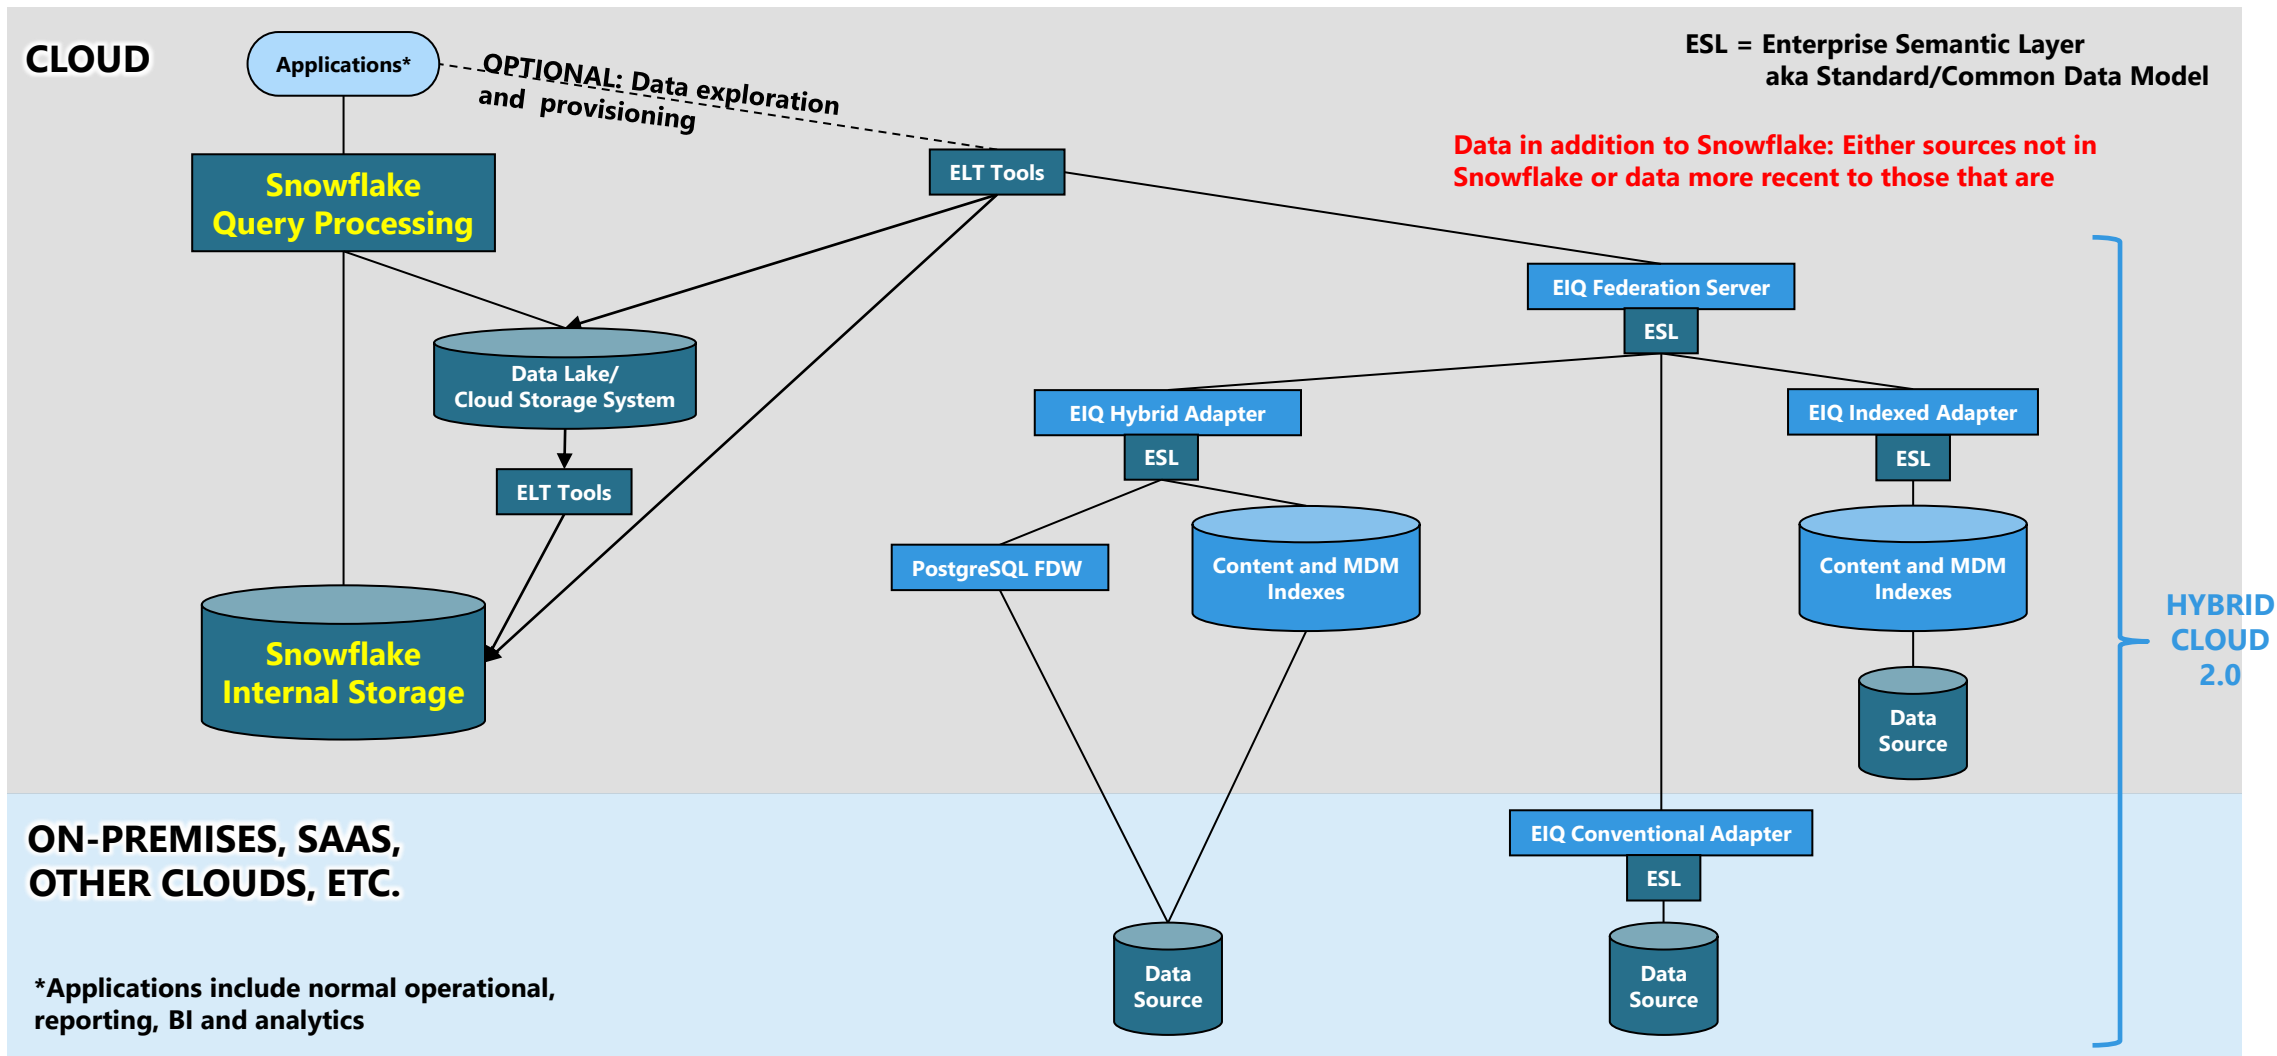 CLOUD
Applications*
OPTIONAL: Data exploration
and provisioning
ESL = Enterprise Semantic Layer
aka Standard/Common Data Model
Data in addition to Snowflake: Either sources not in
Snowflake or data more recent to those that are
Snowflake
Query Processing
ELT Tools
EIQ Federation Server
ESL
Data Lake/
Cloud Storage System
EIQ Hybrid Adapter
ESL
EIQ Indexed Adapter
ESL
ELT Tools
PostgreSQL FDW
Content and MDM
Indexes
Content and MDM
Indexes
HYBRID
CLOUD
2.0
Snowflake
Internal Storage
Data
Source
ON-PREMISES, SAAS,
OTHER CLOUDS, ETC.
EIQ Conventional Adapter
ESL
Data
Source
Data
Source
*Applications include normal operational,
reporting, BI and analytics